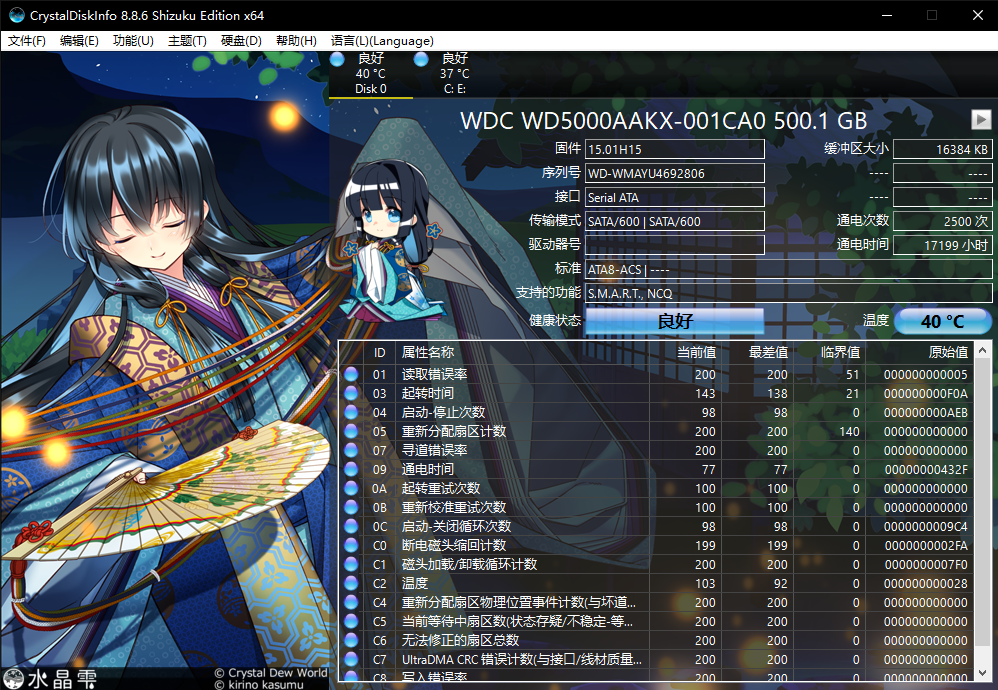 CrystalDiskInfo 8.8.6 Shizuku Edition x64
文件(F) 编辑(E) 功能(U) 主题(T) 硬盘(D) 帮助(H) 语言(L)(Language)
良好 良好
40 °C 37 °C
Disk 0 C: E:
WDC WD5000AAKX-001CA0 500.1 GB
固件 15.01H15 缓冲区大小 16384 KB
序列号 WD-WMAYU4692806 ---- ----
接口 Serial ATA ---- ----
传输模式 SATA/600 | SATA/600 通电次数 2500 次
驱动器号 通电时间 17199 小时
标准 ATA8-ACS | ----
支持的功能 S.M.A.R.T., NCQ
健康状态 良好 温度 40 °C
ID 属性名称 当前值 最差值 临界值 原始值
01 读取错误率 200 200 51 000000000005
03 起转时间 143 138 21 000000000F0A
04 启动-停止次数 98 98 0 000000000AEB
05 重新分配扇区计数 200 200 140 000000000000
07 寻道错误率 200 200 0 000000000000
09 通电时间 77 77 0 00000000432F
0A 起转重试次数 100 100 0 000000000000
0B 重新校准重试次数 100 100 0 000000000000
0C 启动-关闭循环次数 98 98 0 0000000009C4
C0 断电磁头缩回计数 199 199 0 0000000002FA
C1 磁头加载/卸载循环计数 200 200 0 0000000007F0
C2 温度 103 92 0 000000000028
C4 重新分配扇区物理位置事件计数(与坏道... 200 200 0 000000000000
C5 当前等待中扇区数(状态存疑/不稳定-等... 200 200 0 000000000000
C6 无法修正的扇区总数 200 200 0 000000000000
C7 UltraDMA CRC 错误计数(与接口/线材质量... 200 200 0 000000000000
C8 写入错误率 200 200 0 000000000000
水晶雫
© Crystal Dew World
© kirino kasumu